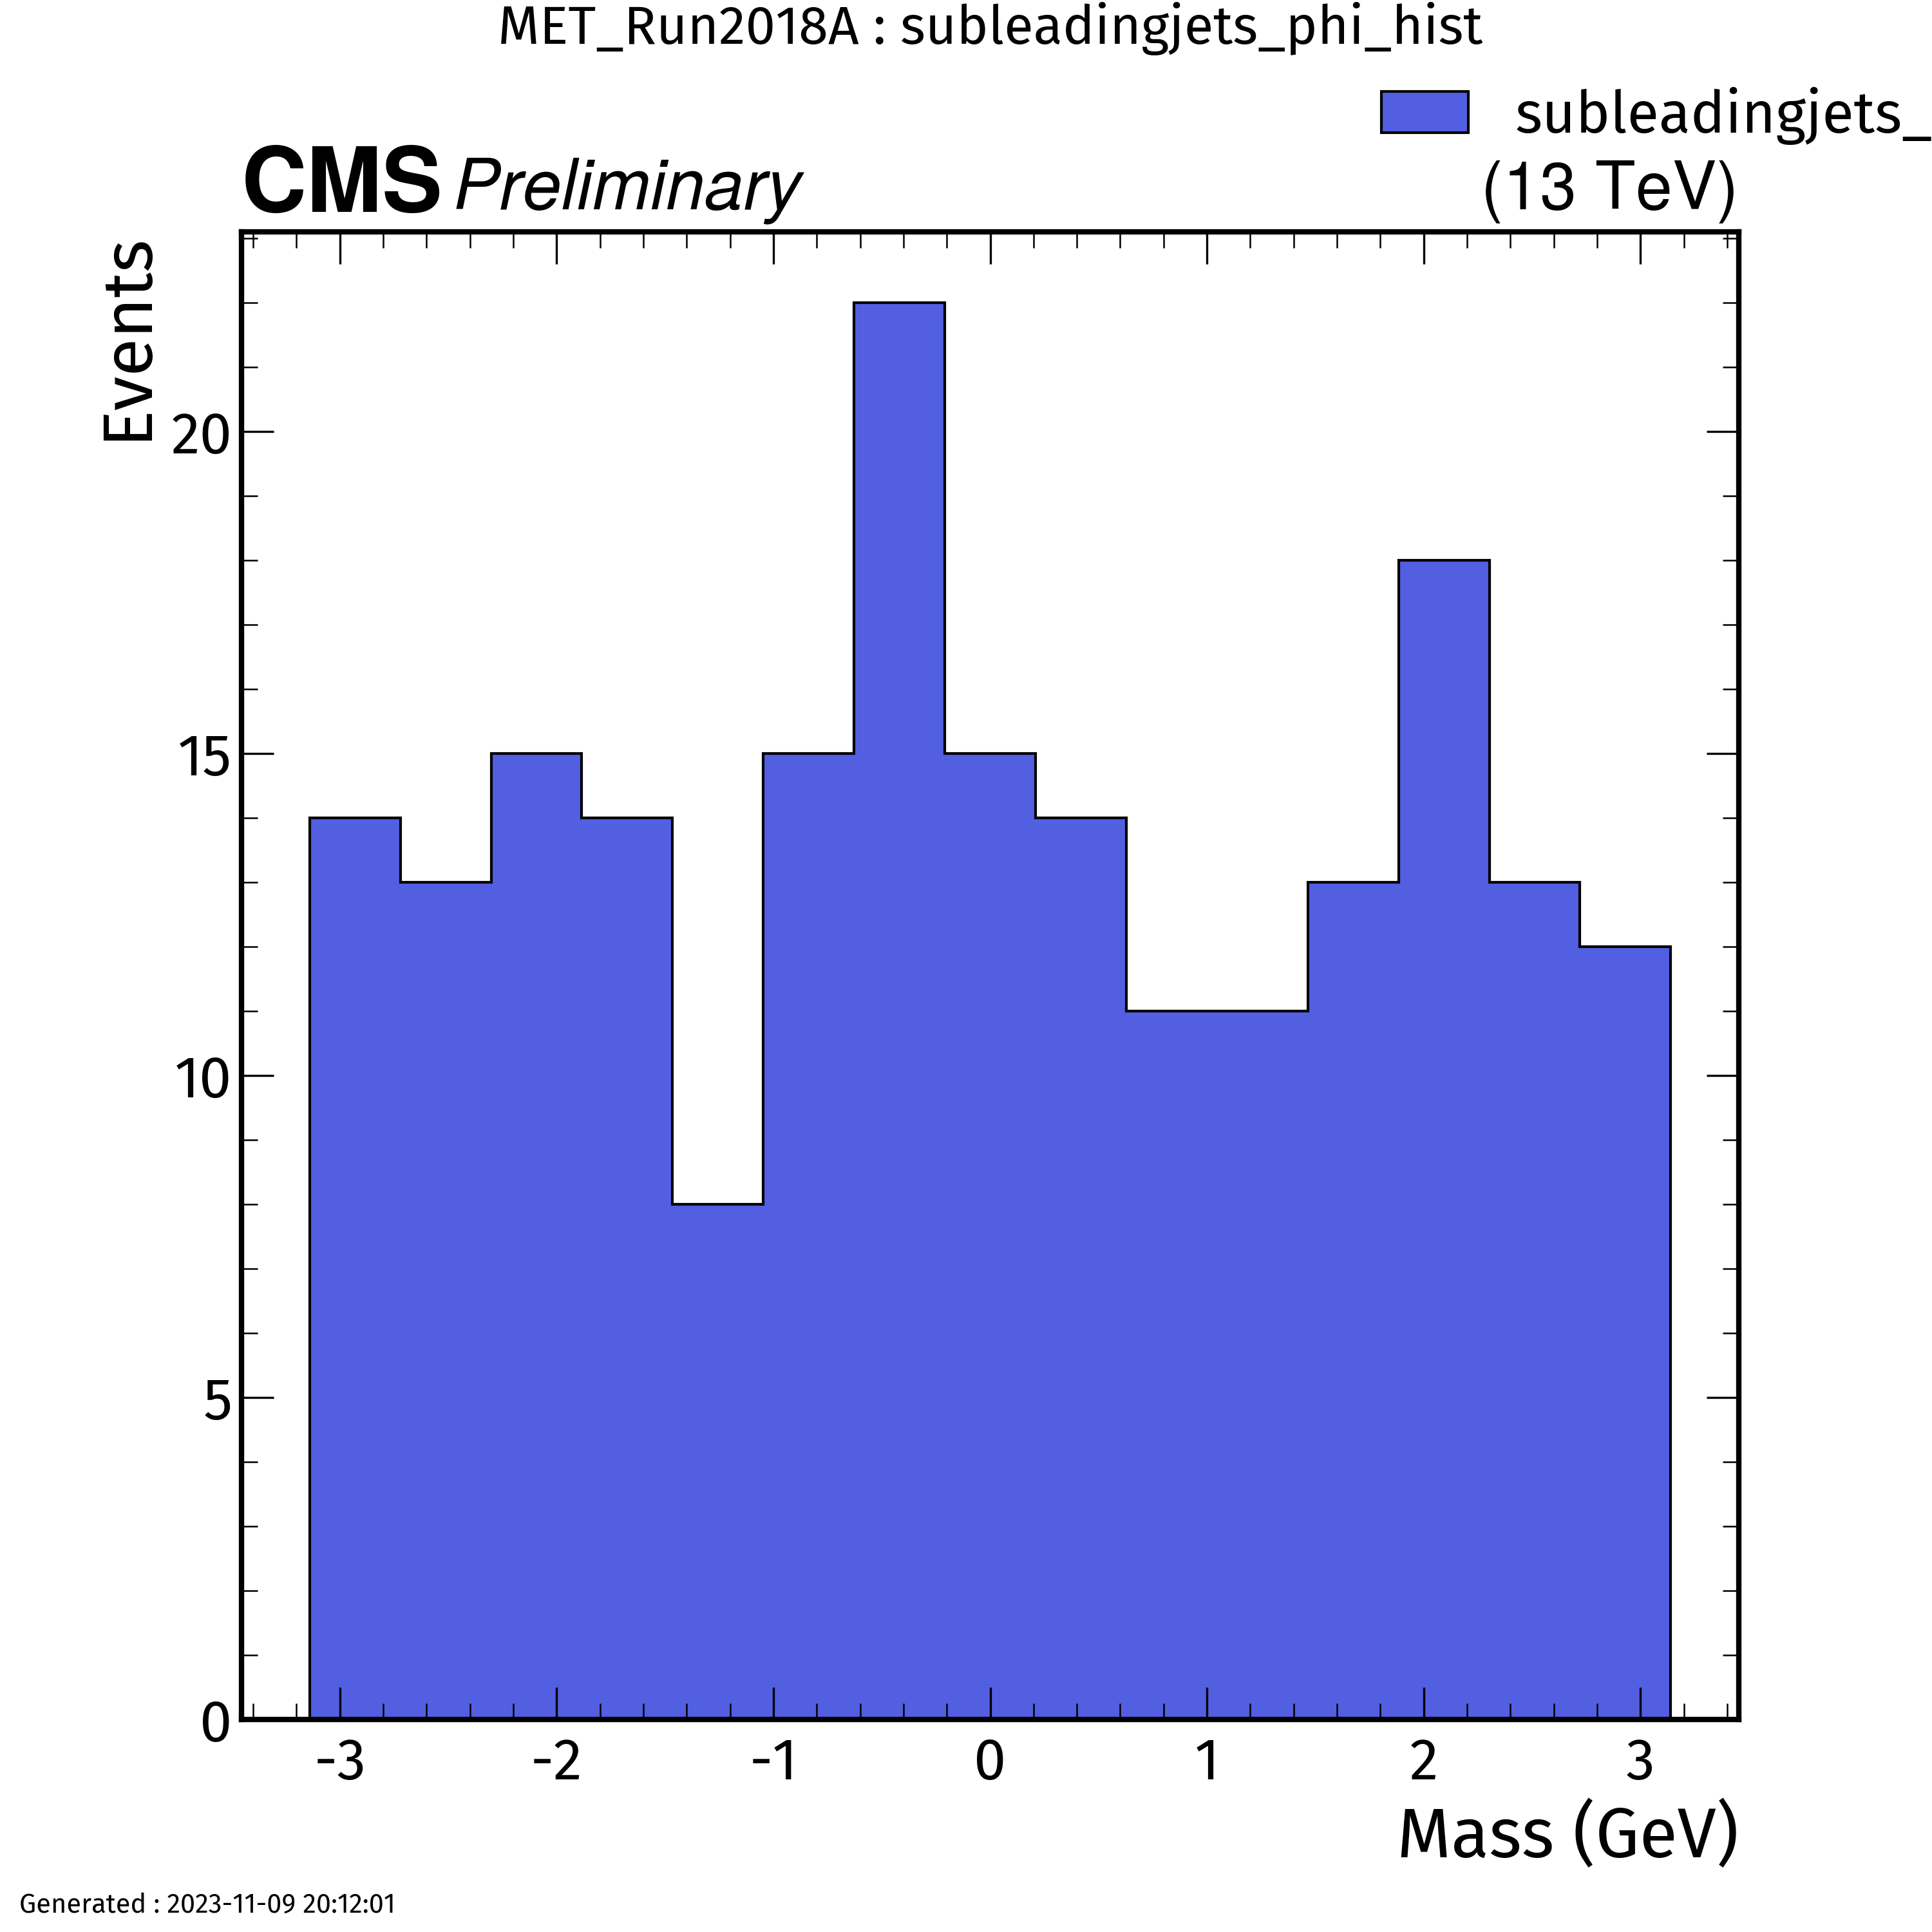 MET_Run2018A : subleadingjets_phi_hist
subleadingjets_
CMS Preliminary
(13 TeV)
Events
20
15
10
5
0
-3 -2 -1 0 1 2 3
Mass (GeV)
Generated : 2023-11-09 20:12:01